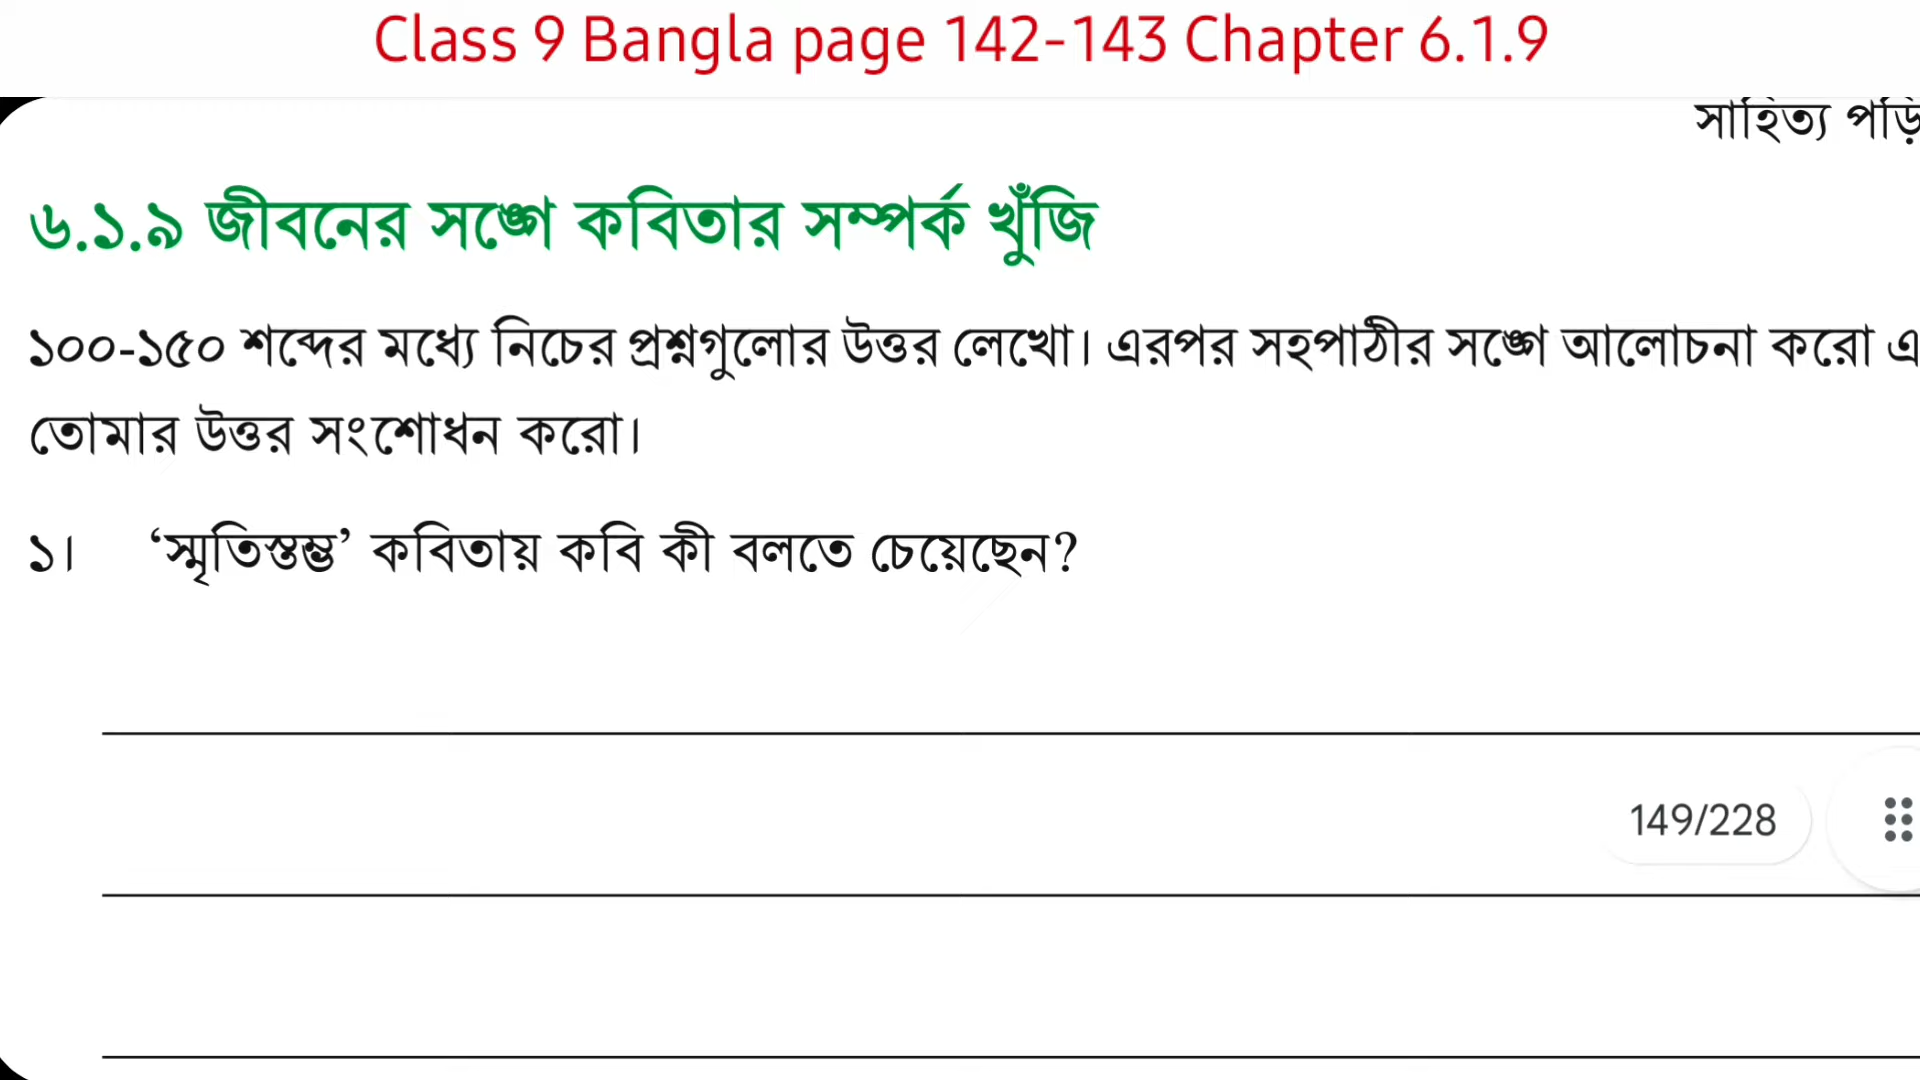 Class 9 Bangla page 142-143 Chapter 6.1.9
সাহিত্য পড়ি
৬.১.৯ জীবনের সঙ্গে কবিতার সম্পর্ক খুঁজি
১০০-১৫০ শব্দের মধ্যে নিচের প্রশ্নগুলোর উত্তর লেখো। এরপর সহপাঠীর সঙ্গে আলোচনা করো এ
তোমার উত্তর সংশোধন করো।
১। ‘স্মৃতিস্তম্ভ’ কবিতায় কবি কী বলতে চেয়েছেন?
149/228